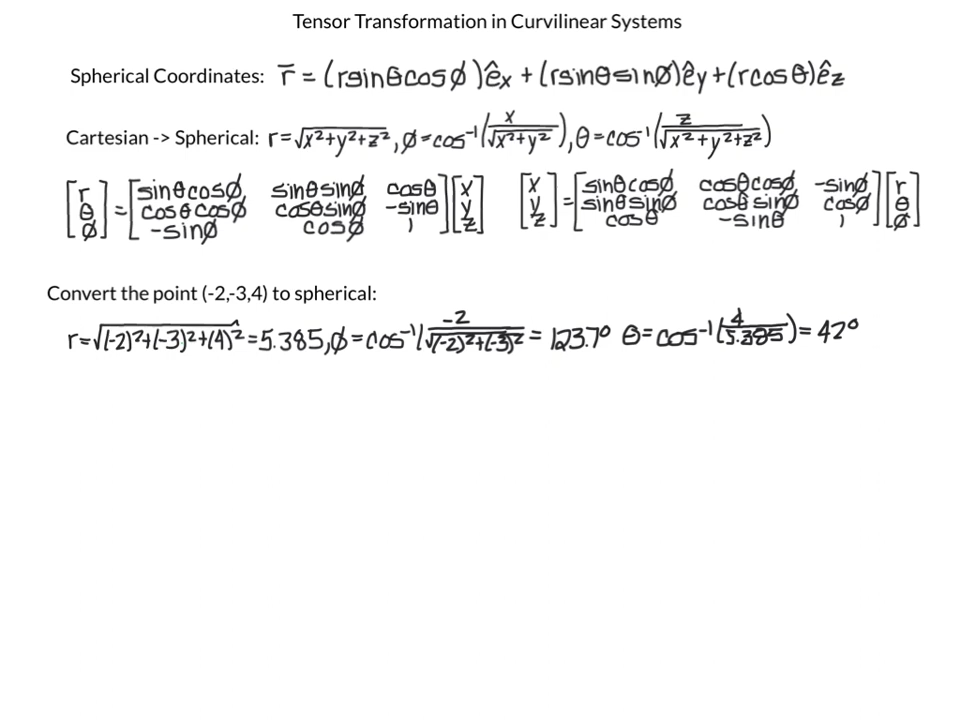 Tensor Transformation in Curvilinear Systems
Spherical Coordinates: r̄ = (rsinθcosØ)êx + (rsinθsinØ)êy + (rcosθ)êz
Cartesian -> Spherical: r=√x²+y²+z², Ø=cos⁻¹(x/√x²+y²), θ=cos⁻¹(z/√x²+y²+z²)
[r θ Ø] = [sinθcosØ, sinθsinØ cosθ; cosθcosØ cosθsinØ -sinθ; -sinØ cosØ 1][x y z] [x y z] = [sinθcosØ, cosθcosØ, -sinØ; sinθsinØ cosθsinØ cosØ; cosθ -sinθ 1][r θ Ø]
Convert the point (-2,-3,4) to spherical:
r=√(-2)²+(-3)²+(4)² = 5.385, Ø=cos⁻¹(-2/√(-2)²+(-3)² = 123.7° θ=cos⁻¹(4/5.385)=42°